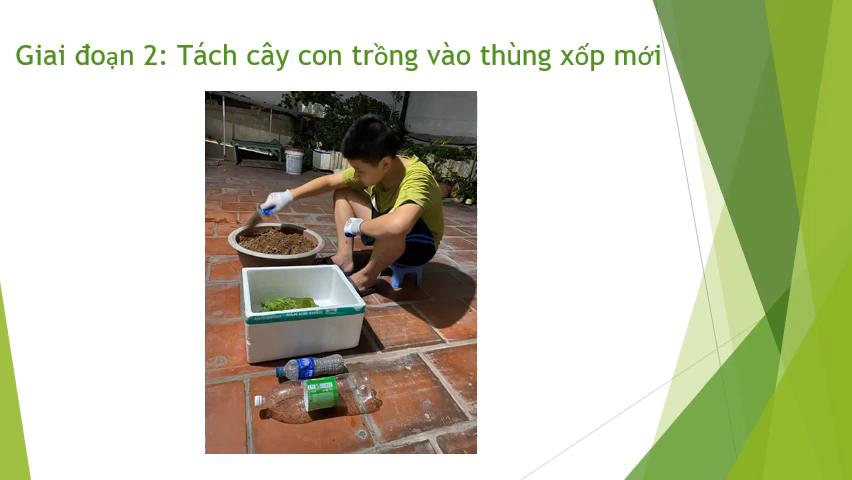 Giai đoạn 2: Tách cây con trồng vào thùng xốp mới